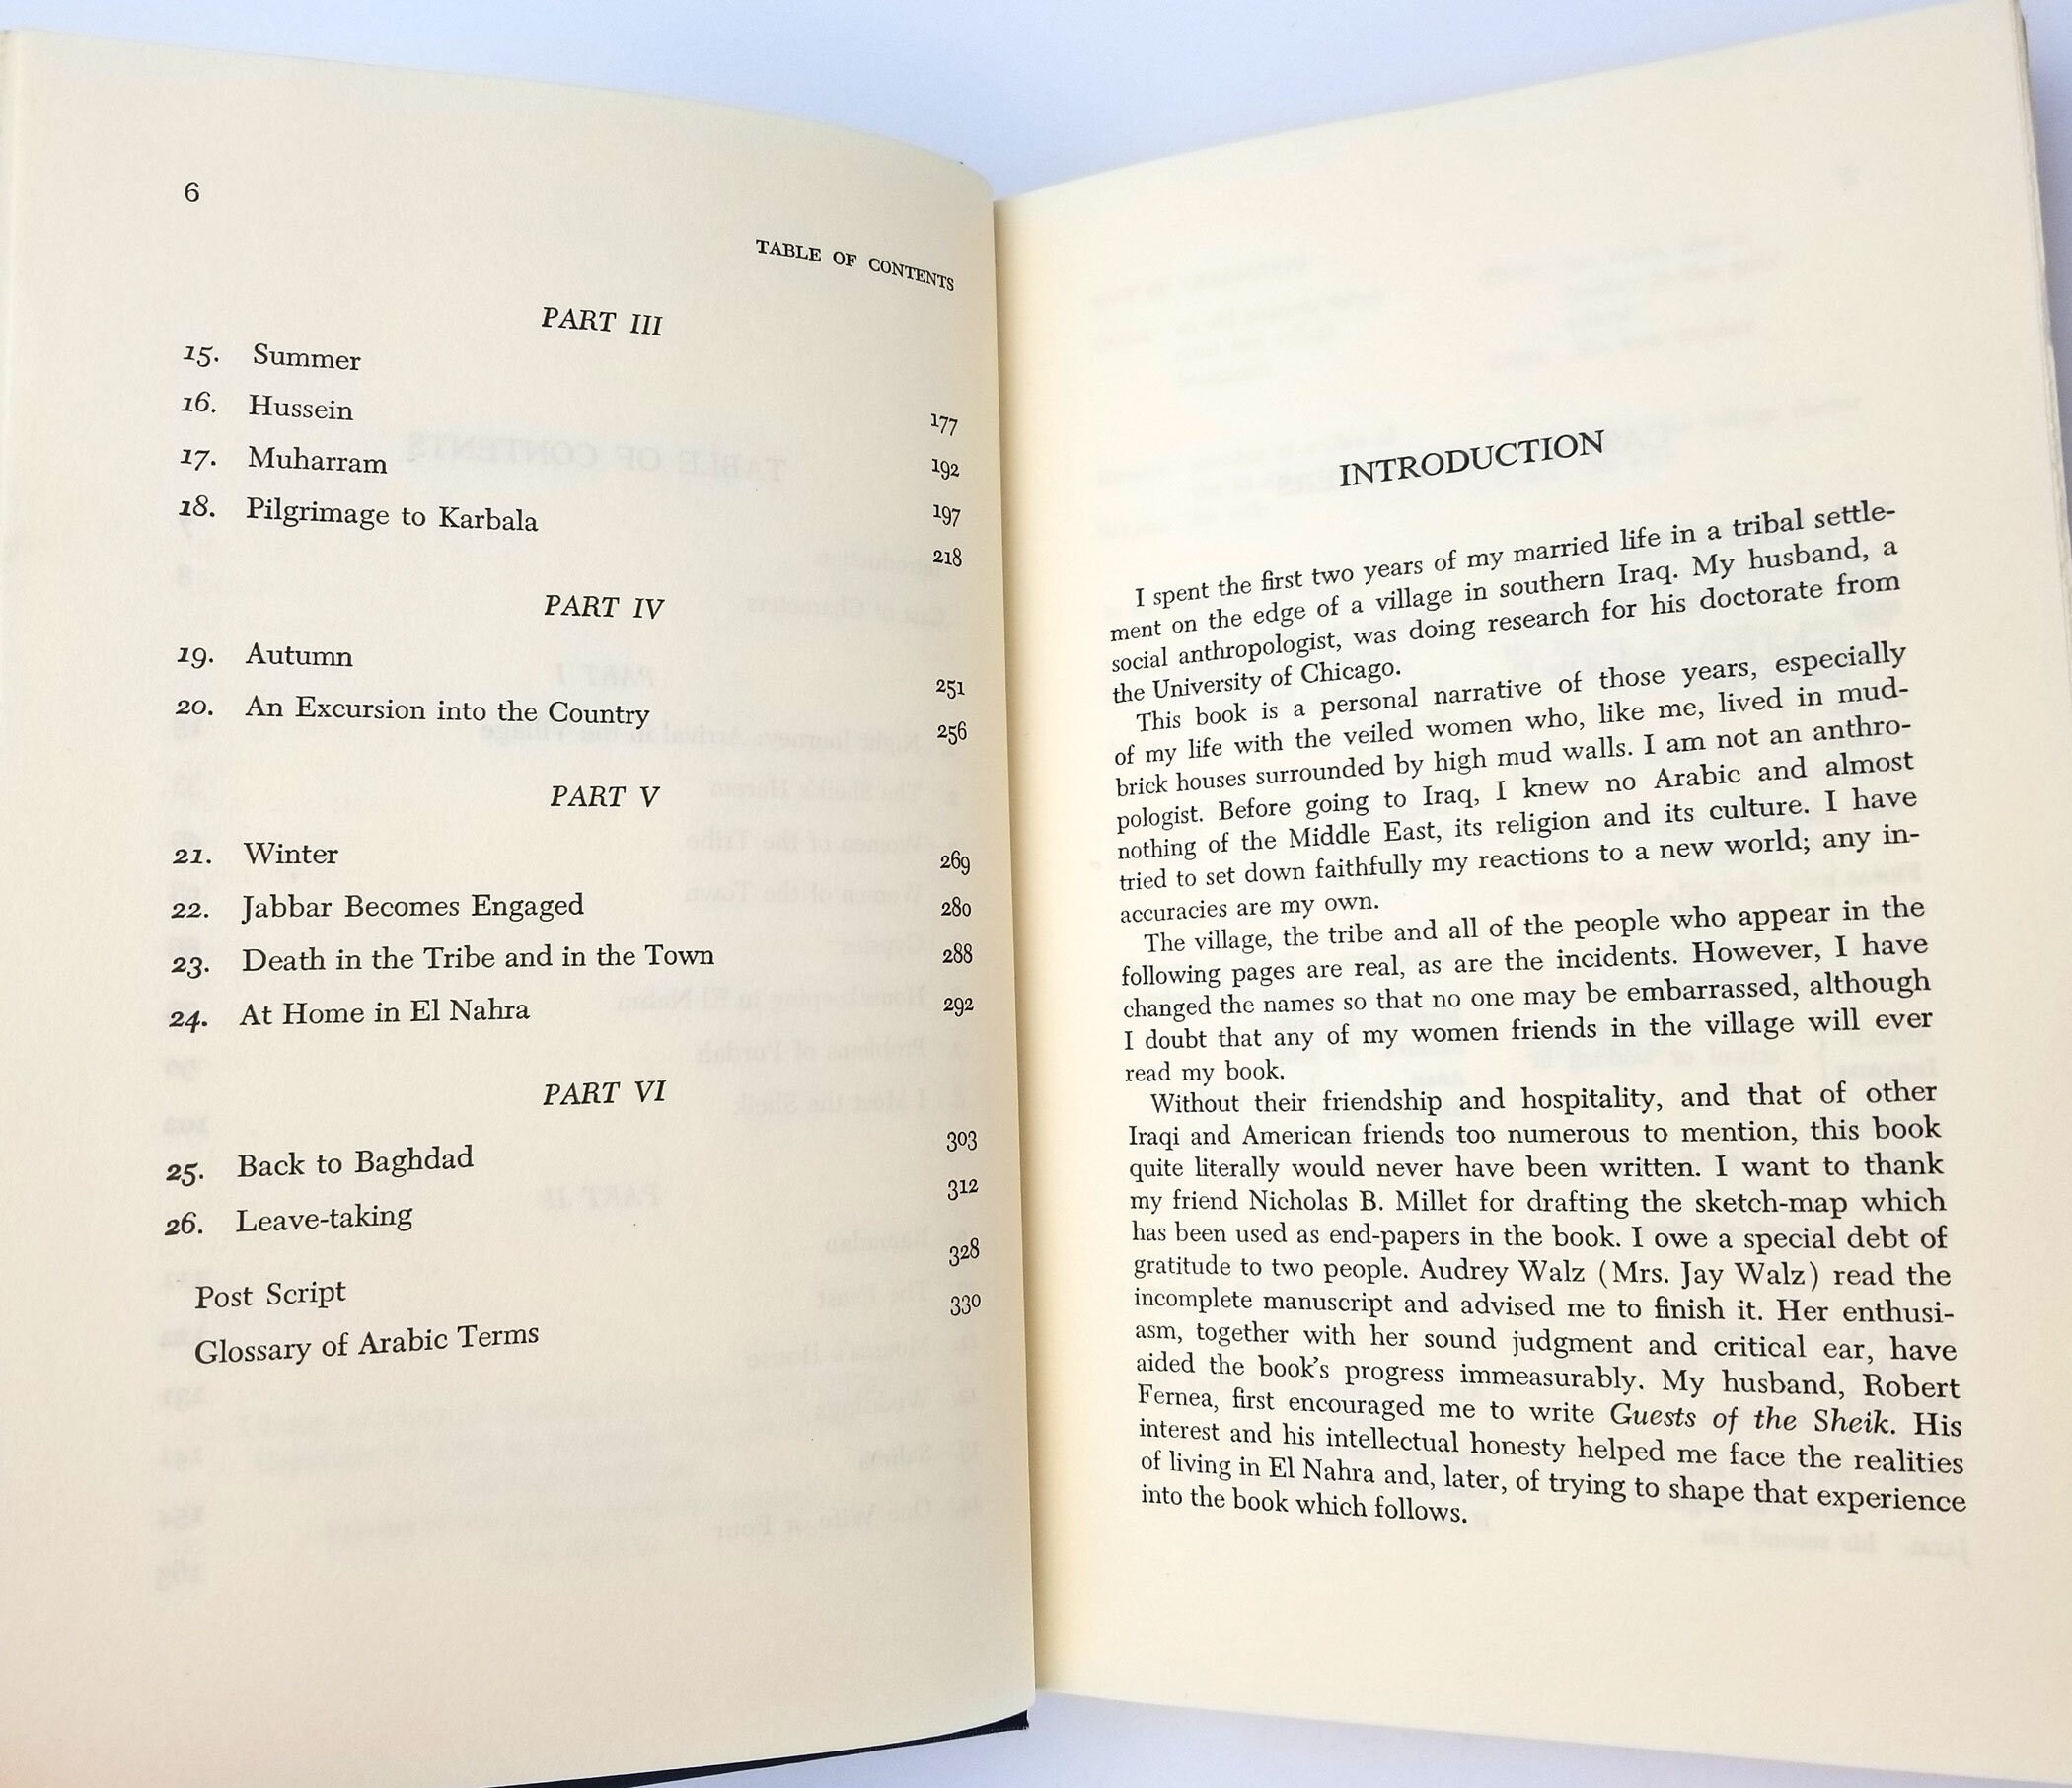 6
TABLE OF CONTENTS
PART III
15. Summer 177
16. Hussein 192
17. Muharram 197
18. Pilgrimage to Karbala 218
PART IV
19. Autumn 251
20. An Excursion into the Country 256
PART V
21. Winter 269
22. Jabbar Becomes Engaged 280
23. Death in the Tribe and in the Town 288
24. At Home in El Nahra 292
PART VI
25. Back to Baghdad 303
26. Leave-taking 312
Post Script 328
Glossary of Arabic Terms 330
INTRODUCTION
I spent the first two years of my married life in a tribal settle-
ment on the edge of a village in southern Iraq. My husband, a
social anthropologist, was doing research for his doctorate from
the University of Chicago.
This book is a personal narrative of those years, especially
of my life with the veiled women who, like me, lived in mud-
brick houses surrounded by high mud walls. I am not an anthro-
pologist. Before going to Iraq, I knew no Arabic and almost
nothing of the Middle East, its religion and its culture. I have
tried to set down faithfully my reactions to a new world; any in-
accuracies are my own.
The village, the tribe and all of the people who appear in the
following pages are real, as are the incidents. However, I have
changed the names so that no one may be embarrassed, although
I doubt that any of my women friends in the village will ever
read my book.
Without their friendship and hospitality, and that of other
Iraqi and American friends too numerous to mention, this book
quite literally would never have been written. I want to thank
my friend Nicholas B. Millet for drafting the sketch-map which
has been used as end-papers in the book. I owe a special debt of
gratitude to two people. Audrey Walz (Mrs. Jay Walz) read the
incomplete manuscript and advised me to finish it. Her enthusi-
asm, together with her sound judgment and critical ear, have
aided the book's progress immeasurably. My husband, Robert
Fernea, first encouraged me to write Guests of the Sheik. His
interest and his intellectual honesty helped me face the realities
of living in El Nahra and, later, of trying to shape that experience
into the book which follows.